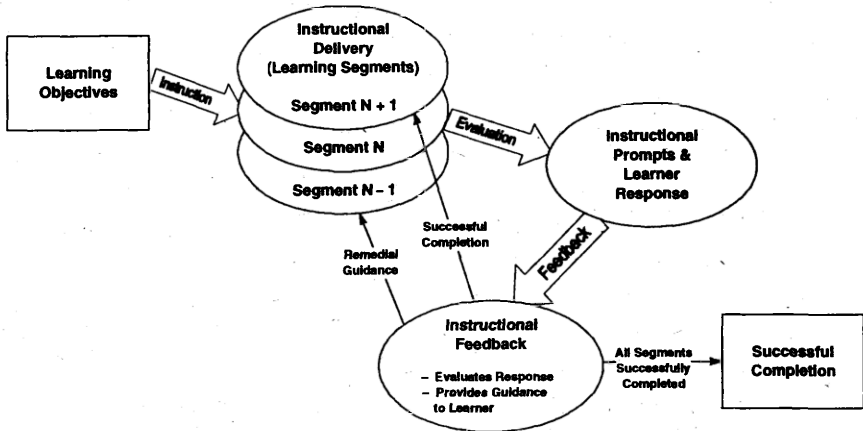 Learning
Objectives
Instruction
Instructional
Delivery
(Learning Segments)
Segment N + 1
Segment N
Segment N – 1
Evaluation
Instructional
Prompts &
Learner
Response
Feedback
Successful
Completion
Remedial
Guidance
Instructional
Feedback
– Evaluates Response
– Provides Guidance
to Learner
All Segments
Successfully
Completed
Successful
Completion